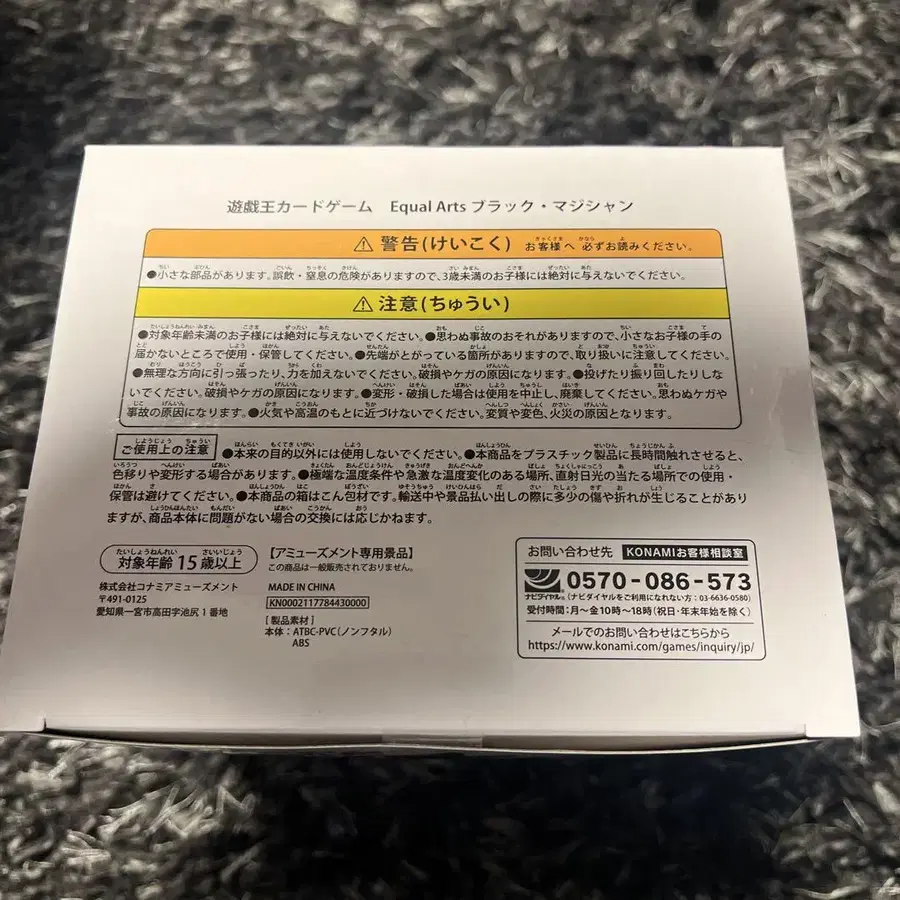 遊戯王カードゲーム　Equal Arts ブラック・マジシャン
⚠ 警告(けいこく) お客様へ 必ずお読みください。
●小さな部品があります。誤飲・窒息の危険がありますので、3歳未満のお子様には絶対に与えないでください。
⚠ 注意(ちゅうい)
●対象年齢未満のお子様には絶対に与えないでください。●思わぬ事故のおそれがありますので、小さなお子様の手の
届かないところで使用・保管してください。●先端がとがっている箇所がありますので、取り扱いに注意してください。
●無理な方向に引っ張ったり、力を加えないでください。破損やケガの原因になります。●投げたり振り回したりしな
いでください。破損やケガの原因になります。●変形・破損した場合は使用を中止し、廃棄してください。思わぬケガや
事故の原因になります。●火気や高温のもとに近づけないでください。変質や変色、火災の原因となります。
ご使用上の注意 ●本来の目的以外には使用しないでください。●本商品をプラスチック製品に長時間触れさせると、
色移りや変形する場合があります。●極端な温度条件や急激な温度変化のある場所、直射日光の当たる場所での使用・
保管は避けてください。●本商品の箱はこん包材です。輸送中や景品払い出しの際に多少の傷や折れが生じることがあり
ますが、商品本体に問題がない場合の交換には応じかねます。
対象年齢 15歳以上
株式会社コナミアミューズメント
〒491-0125
愛知県一宮市高田字池尻1番地
【アミューズメント専用景品】
この商品は一般販売されておりません。
MADE IN CHINA
KN0002117784430000
[製品素材]
本体：ATBC-PVC(ノンフタル)
ABS
お問い合わせ先 KONAMIお客様相談室
ナビダイヤル® 0570-086-573
(ナビダイヤルをご利用になれない方：03-6636-0580)
受付時間：月～金10時～18時(祝日・年末年始を除く)
メールでのお問い合わせはこちらから
https://www.konami.com/games/inquiry/jp/